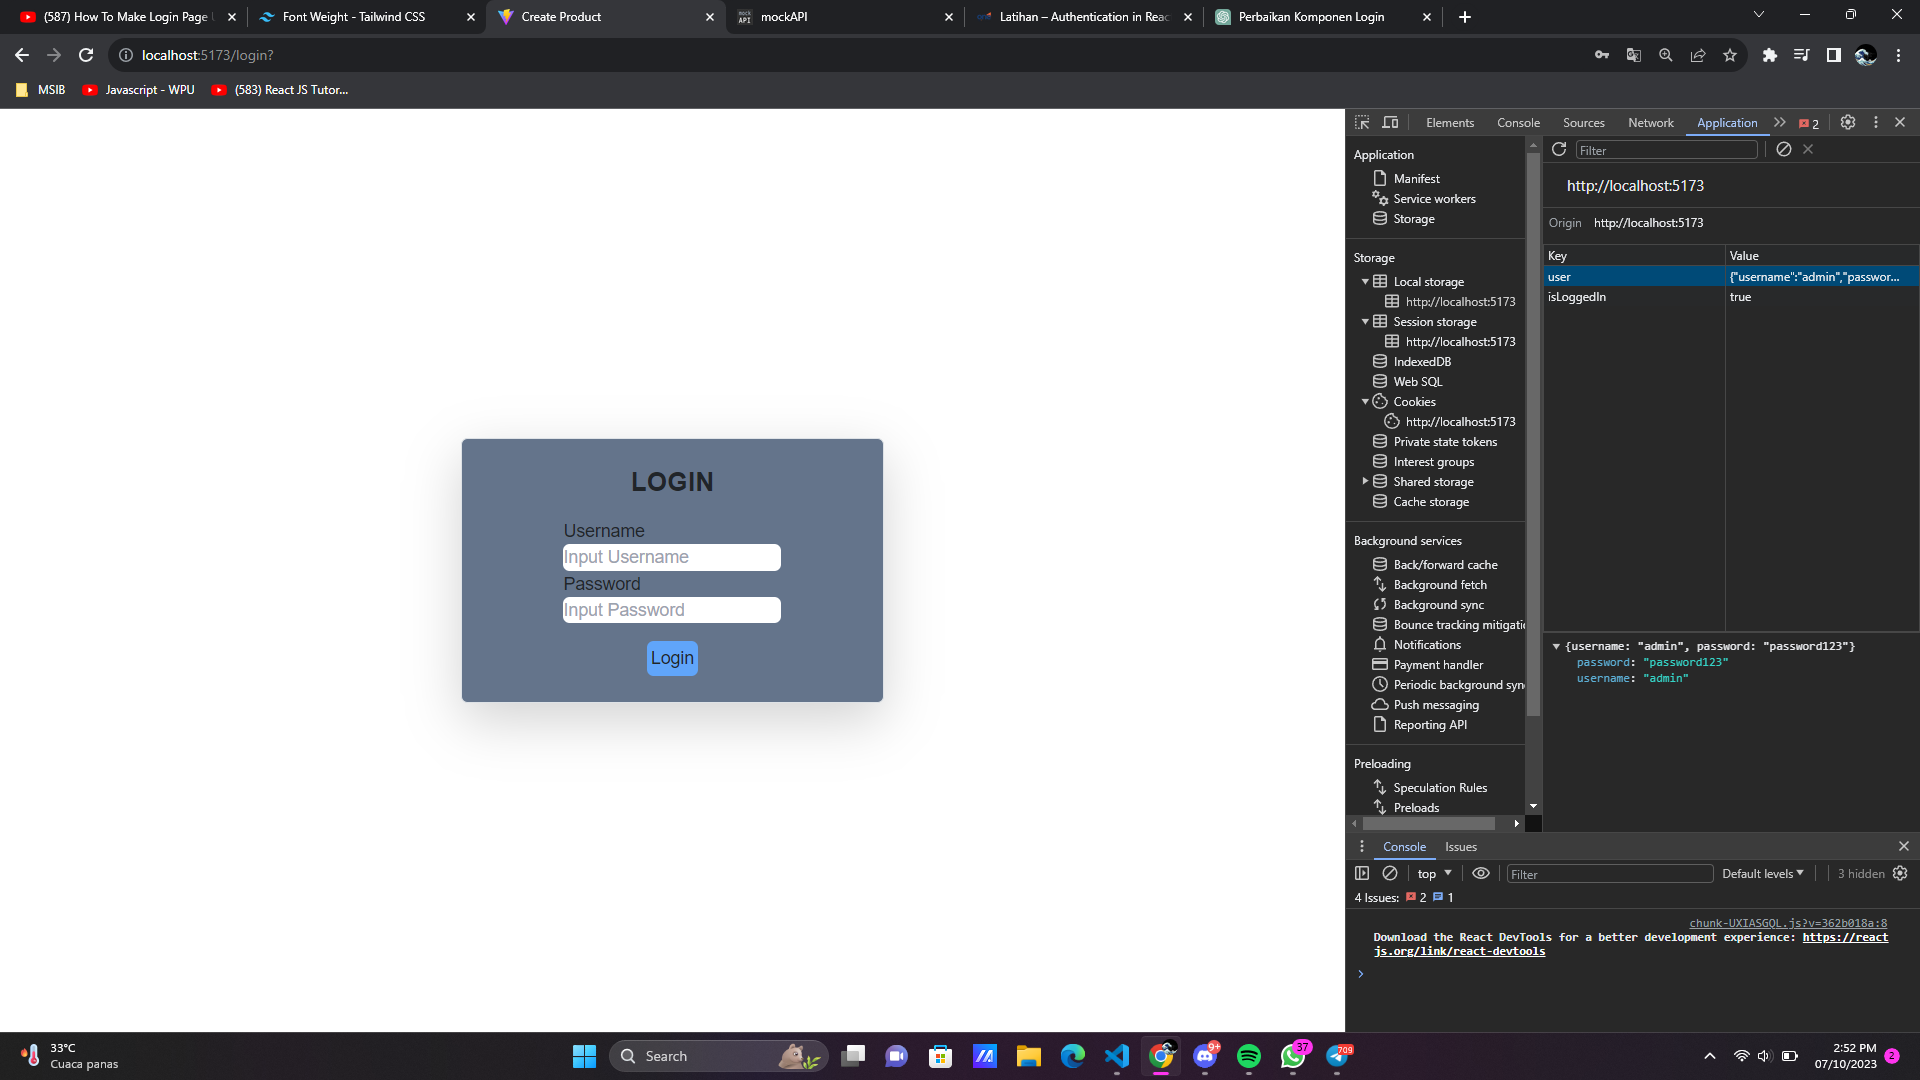 (587) How To Make Login Page
Font Weight - Tailwind CSS
Create Product
mockAPI
Latihan – Authentication in Reac
Perbaikan Komponen Login
localhost:5173/login?
MSIB
Javascript - WPU
(583) React JS Tutor...
LOGIN
Username
Input Username
Password
Input Password
Login
Elements
Console
Sources
Network
Application
2
Application
Manifest
Service workers
Storage
Storage
Local storage
http://localhost:5173
Session storage
http://localhost:5173
IndexedDB
Web SQL
Cookies
http://localhost:5173
Private state tokens
Interest groups
Shared storage
Cache storage
Background services
Back/forward cache
Background fetch
Background sync
Bounce tracking mitigatio
Notifications
Payment handler
Periodic background syn
Push messaging
Reporting API
Preloading
Speculation Rules
Preloads
Filter
http://localhost:5173
Origin http://localhost:5173
Key Value
user {"username":"admin","passwor...
isLoggedIn true
{username: "admin", password: "password123"}
password: "password123"
username: "admin"
Console
Issues
top
Filter
Default levels
3 hidden
4 Issues: 2 1
chunk-UXIASGQL.js?v=362b018a:8
Download the React DevTools for a better development experience: https://react
js.org/link/react-devtools
33°C
Cuaca panas
Search
9+
37
709
2:52 PM
07/10/2023
2